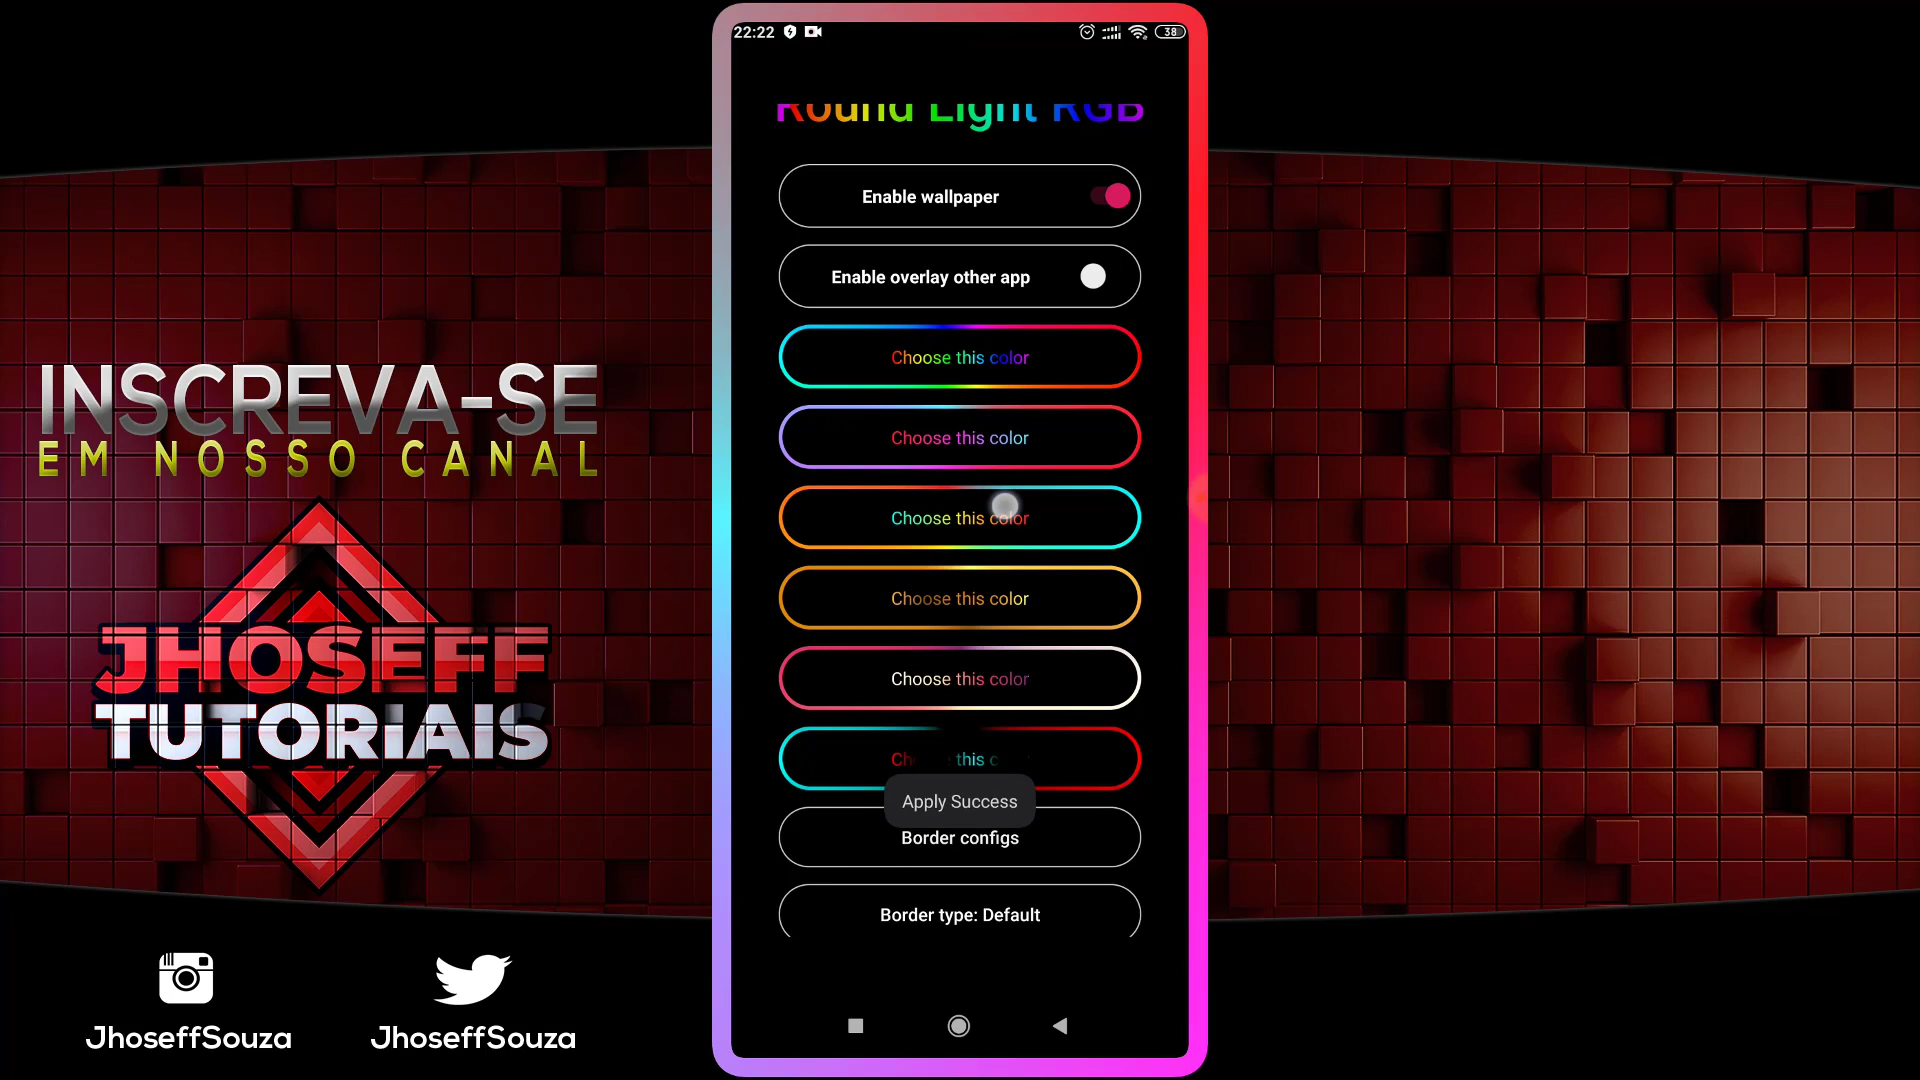 22:22
38
Round Light RGB
Enable wallpaper
Enable overlay other app
Choose this color
Choose this color
Choose this color
Choose this color
Choose this color
this c
Apply Success
Border configs
Border type: Default
INSCREVA-SE
EM NOSSO CANAL
JHOSEFF
TUTORIAIS
JhoseffSouza
JhoseffSouza